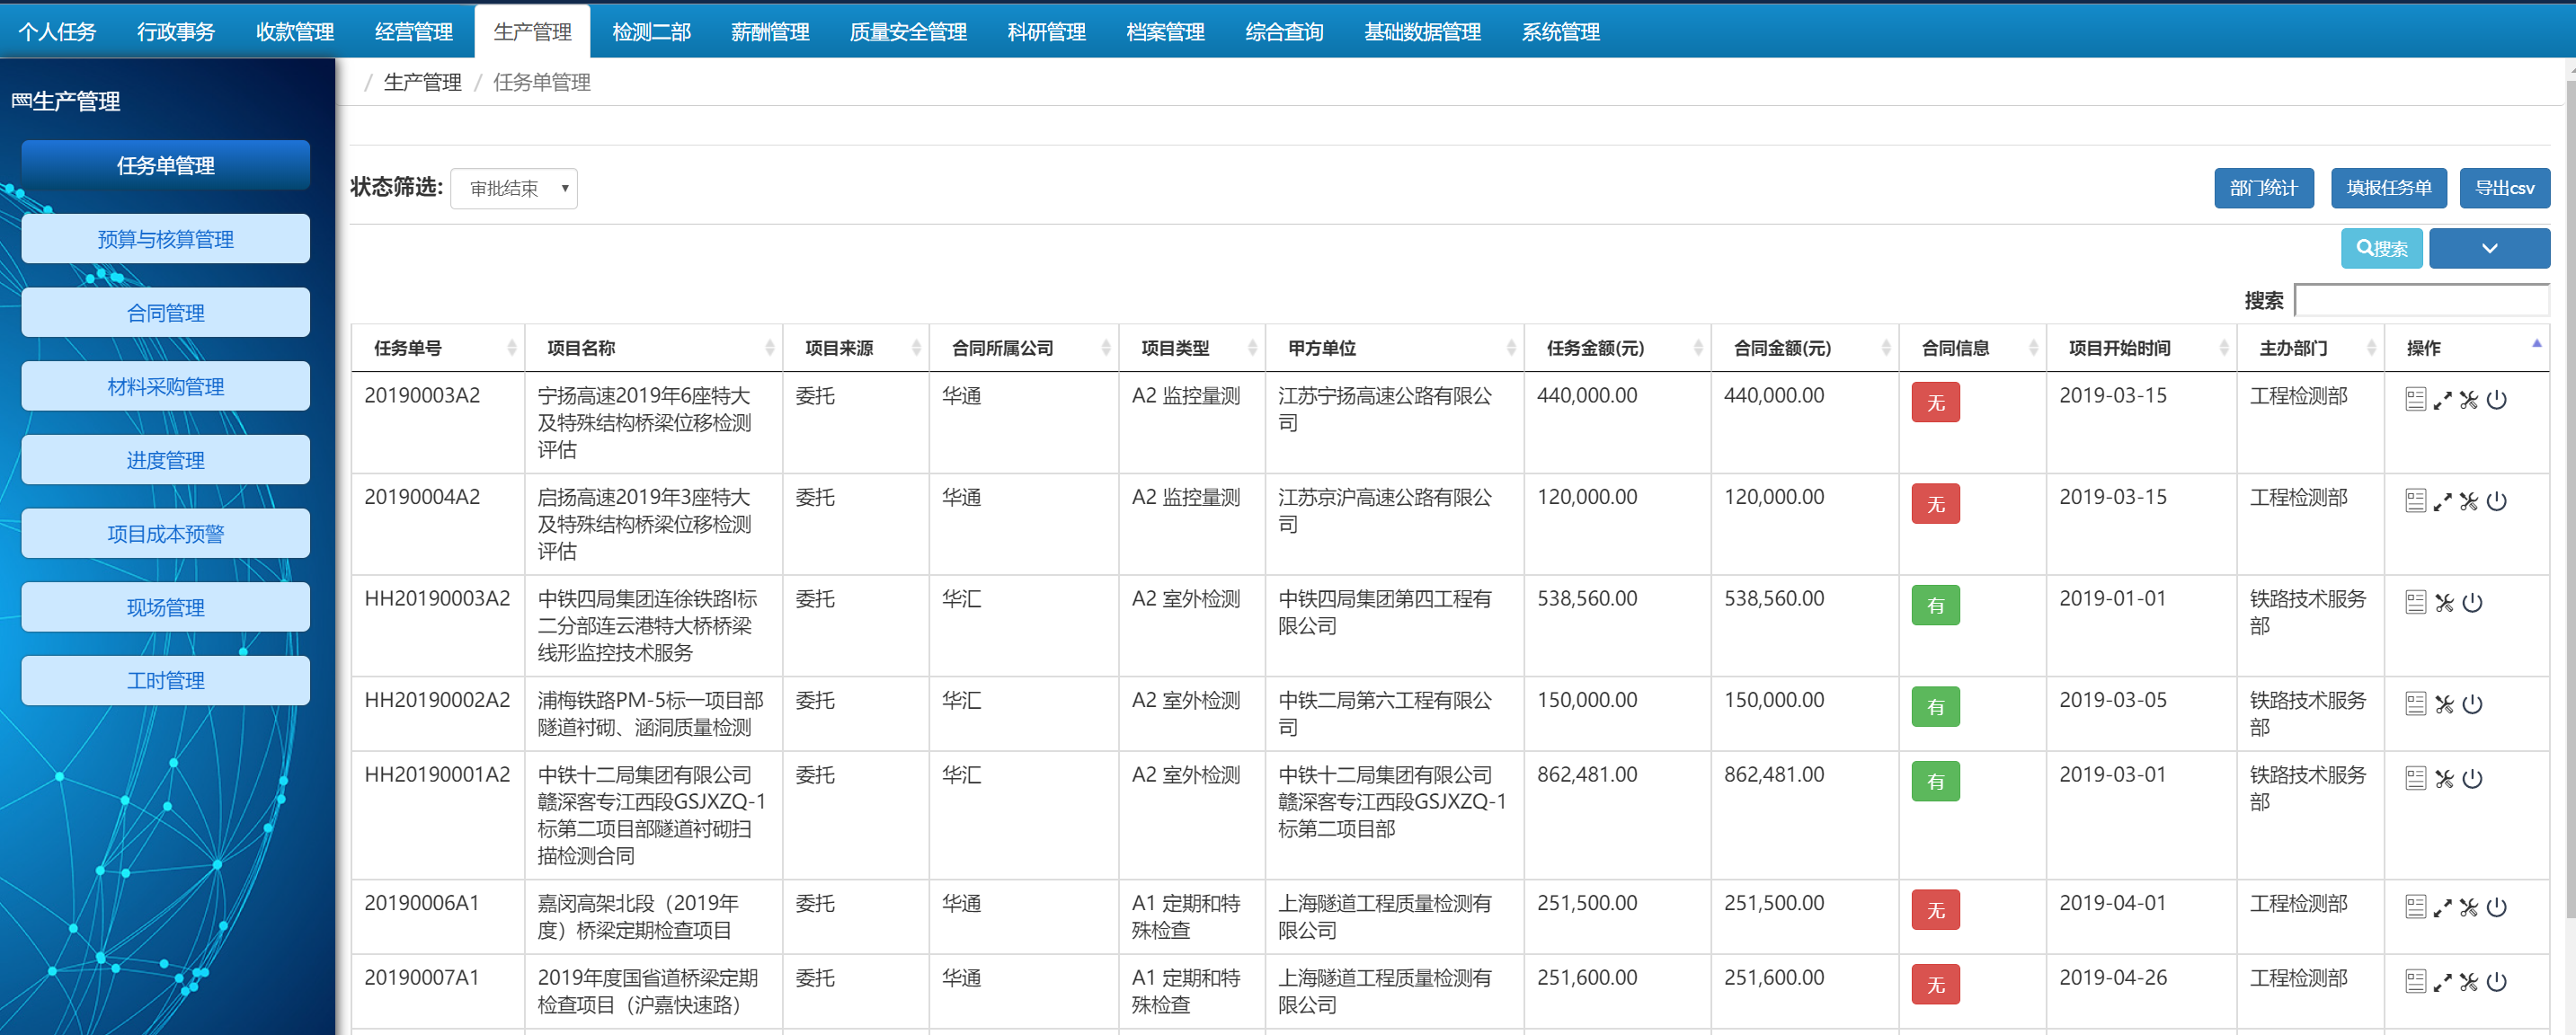 个人任务 行政事务 收款管理 经营管理 生产管理 检测二部 薪酬管理 质量安全管理 科研管理 档案管理 综合查询 基础数据管理 系统管理
生产管理
任务单管理
预算与核算管理
合同管理
材料采购管理
进度管理
项目成本预警
现场管理
工时管理
/ 生产管理 / 任务单管理
状态筛选: 审批结束 部门统计 填报任务单 导出csv
搜索
搜索
任务单号 项目名称 项目来源 合同所属公司 项目类型 甲方单位 任务金额(元) 合同金额(元) 合同信息 项目开始时间 主办部门 操作
20190003A2 宁扬高速2019年6座特大 委托 华通 A2 监控量测 江苏宁扬高速公路有限公 440,000.00 440,000.00 无 2019-03-15 工程检测部
及特殊结构桥梁位移检测 司
评估
20190004A2 启扬高速2019年3座特大 委托 华通 A2 监控量测 江苏京沪高速公路有限公 120,000.00 120,000.00 无 2019-03-15 工程检测部
及特殊结构桥梁位移检测 司
评估
HH20190003A2 中铁四局集团连徐铁路I标 委托 华汇 A2 室外检测 中铁四局集团第四工程有 538,560.00 538,560.00 有 2019-01-01 铁路技术服务
二分部连云港特大桥桥梁 限公司 部
线形监控技术服务
HH20190002A2 浦梅铁路PM-5标一项目部 委托 华汇 A2 室外检测 中铁二局第六工程有限公 150,000.00 150,000.00 有 2019-03-05 铁路技术服务
隧道衬砌、涵洞质量检测 司 部
HH20190001A2 中铁十二局集团有限公司 委托 华汇 A2 室外检测 中铁十二局集团有限公司 862,481.00 862,481.00 有 2019-03-01 铁路技术服务
赣深客专江西段GSJXZQ-1 赣深客专江西段GSJXZQ-1 部
标第二项目部隧道衬砌扫 标第二项目部
描检测合同
20190006A1 嘉闵高架北段（2019年 委托 华通 A1 定期和特 上海隧道工程质量检测有 251,500.00 251,500.00 无 2019-04-01 工程检测部
度）桥梁定期检查项目 殊检查 限公司
20190007A1 2019年度国省道桥梁定期 委托 华通 A1 定期和特 上海隧道工程质量检测有 251,600.00 251,600.00 无 2019-04-26 工程检测部
检查项目（沪嘉快速路） 殊检查 限公司